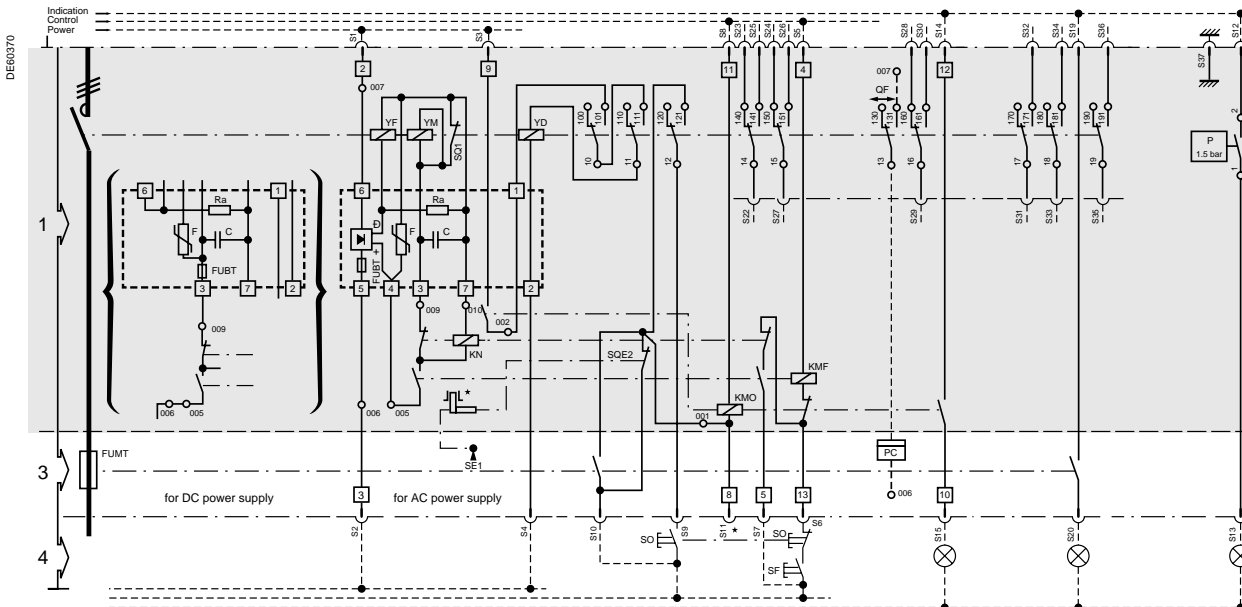 Indication
Control
Power
DE60370
S1 S3 S8 S23 S25 S24 S26 S5 S28 S30 S14 S32 S34 S19 S36 S37 S12
2 9 11 4 12
007 007
QF
YF YM SQ1 YD
100 101 110 111 120 121 140 141 150 151 130 131 160 161 170 171 180 181 190 191
2
P
1.5 bar
10 11 12 14 15 13 16 17 18 19 1
6 1 6 1
Ra Ra
S22 S27 S29 S31 S33 S35
1
F C D F C
+
FUBT FUBT
3 7 2 5 4 3 7 2
009 009 010 002
KN SQE2
KMF
★
006 005 006 005 KMO
001
SE1
PC
3
FUMT
006
for DC power supply
3
for AC power supply
8 5 13 10
S2 S4 S10 S9 S11 ★ S7 S6 S15 S20 S13
SO SO
4
SF